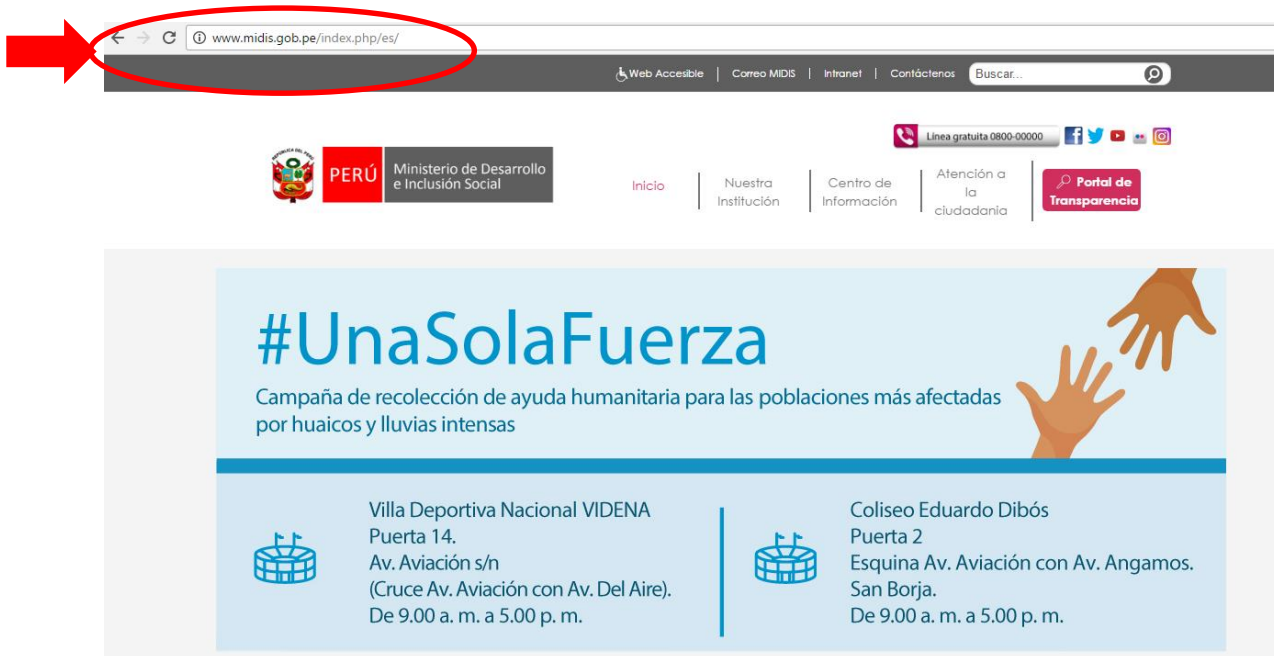 www.midis.gob.pe/index.php/es/
Web Accesible | Correo MIDIS | Intranet | Contáctenos Buscar...
Línea gratuita 0800-00000
PERÚ
Ministerio de Desarrollo
e Inclusión Social
Inicio
Nuestra
Institución
Centro de
Información
Atención a
la
ciudadanía
Portal de
Transparencia
#UnaSolaFuerza
Campaña de recolección de ayuda humanitaria para las poblaciones más afectadas
por huaicos y lluvias intensas
Villa Deportiva Nacional VIDENA
Puerta 14.
Av. Aviación s/n
(Cruce Av. Aviación con Av. Del Aire).
De 9.00 a. m. a 5.00 p. m.
Coliseo Eduardo Dibós
Puerta 2
Esquina Av. Aviación con Av. Angamos.
San Borja.
De 9.00 a. m. a 5.00 p. m.